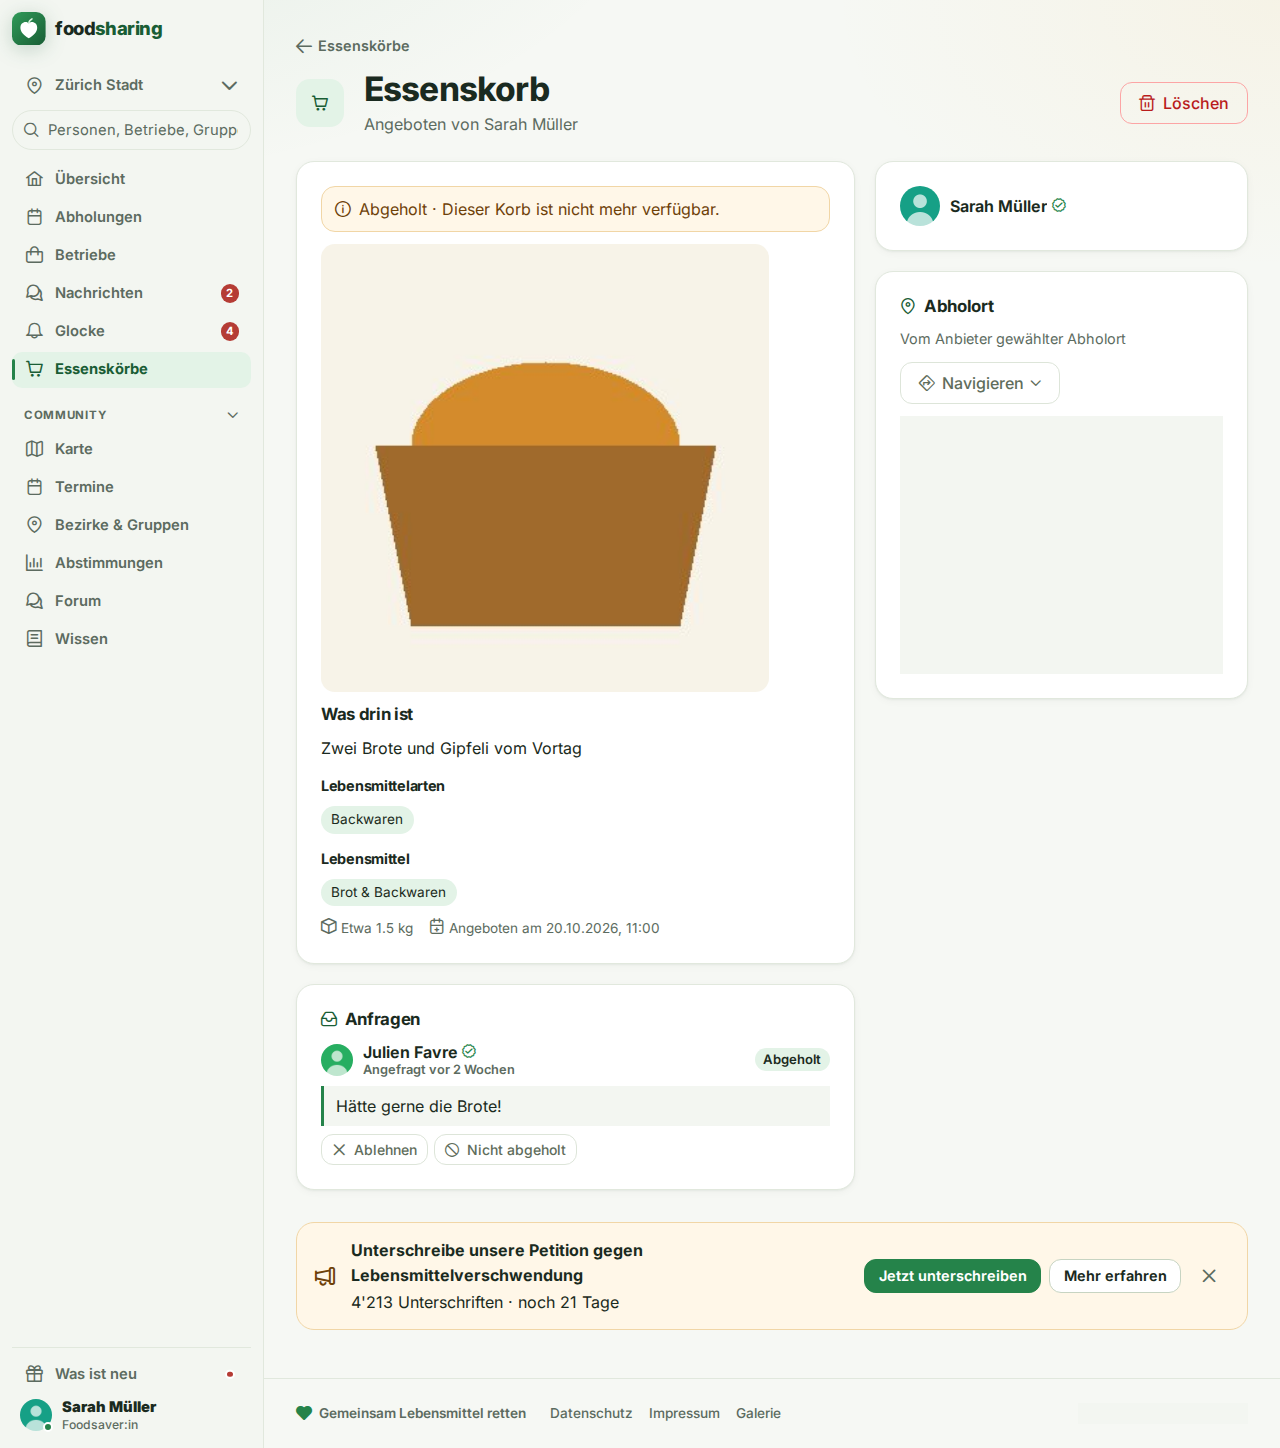 foodsharing
Zürich Stadt
Personen, Betriebe, Grupp
Übersicht
Abholungen
Betriebe
Nachrichten 2
Glocke 4
Essenskörbe
COMMUNITY
Karte
Termine
Bezirke & Gruppen
Abstimmungen
Forum
Wissen
Was ist neu
Sarah Müller
Foodsaver:in
Essenskörbe
Essenskorb
Angeboten von Sarah Müller
Löschen
Abgeholt · Dieser Korb ist nicht mehr verfügbar.
Was drin ist
Zwei Brote und Gipfeli vom Vortag
Lebensmittelarten
Backwaren
Lebensmittel
Brot & Backwaren
Etwa 1.5 kg Angeboten am 20.10.2026, 11:00
Anfragen
Julien Favre
Angefragt vor 2 Wochen
Abgeholt
Hätte gerne die Brote!
Ablehnen Nicht abgeholt
Sarah Müller
Abholort
Vom Anbieter gewählter Abholort
Navigieren
Unterschreibe unsere Petition gegen
Lebensmittelverschwendung
4'213 Unterschriften · noch 21 Tage
Jetzt unterschreiben Mehr erfahren
Gemeinsam Lebensmittel retten Datenschutz Impressum Galerie